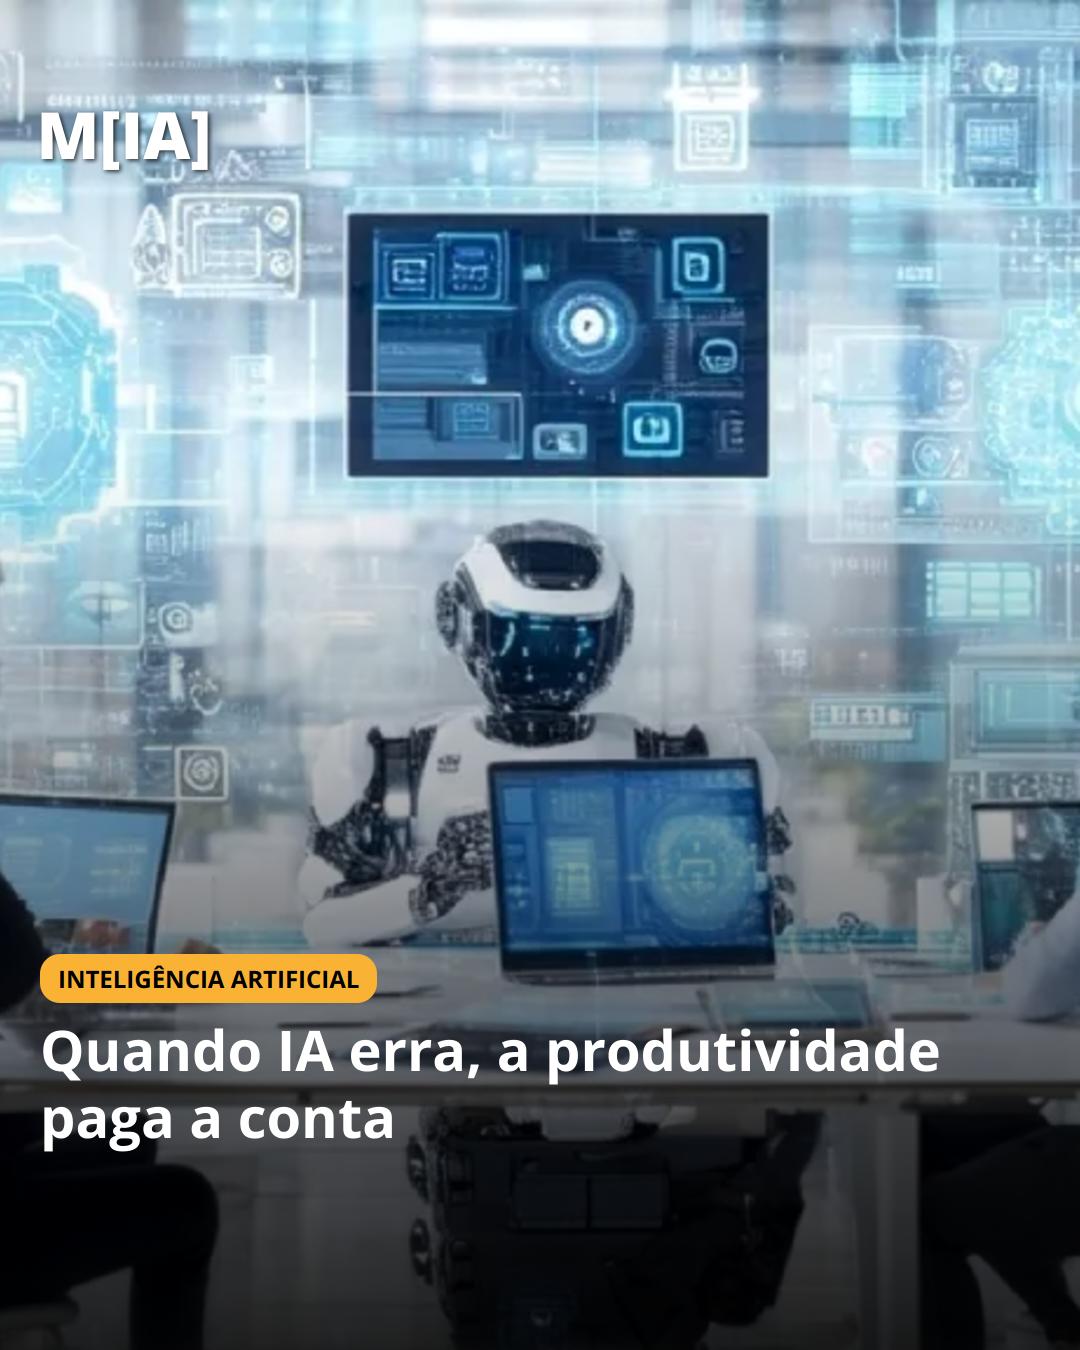 M[IA]
INTELIGÊNCIA ARTIFICIAL
Quando IA erra, a produtividade
paga a conta